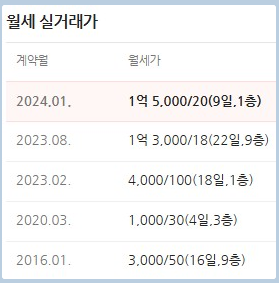 월세 실거래가
계약월 월세가
2024.01. 1억 5,000/20(9일,1층)
2023.08. 1억 3,000/18(22일,9층)
2023.02. 4,000/100(18일,1층)
2020.03. 1,000/30(4일,3층)
2016.01. 3,000/50(16일,9층)